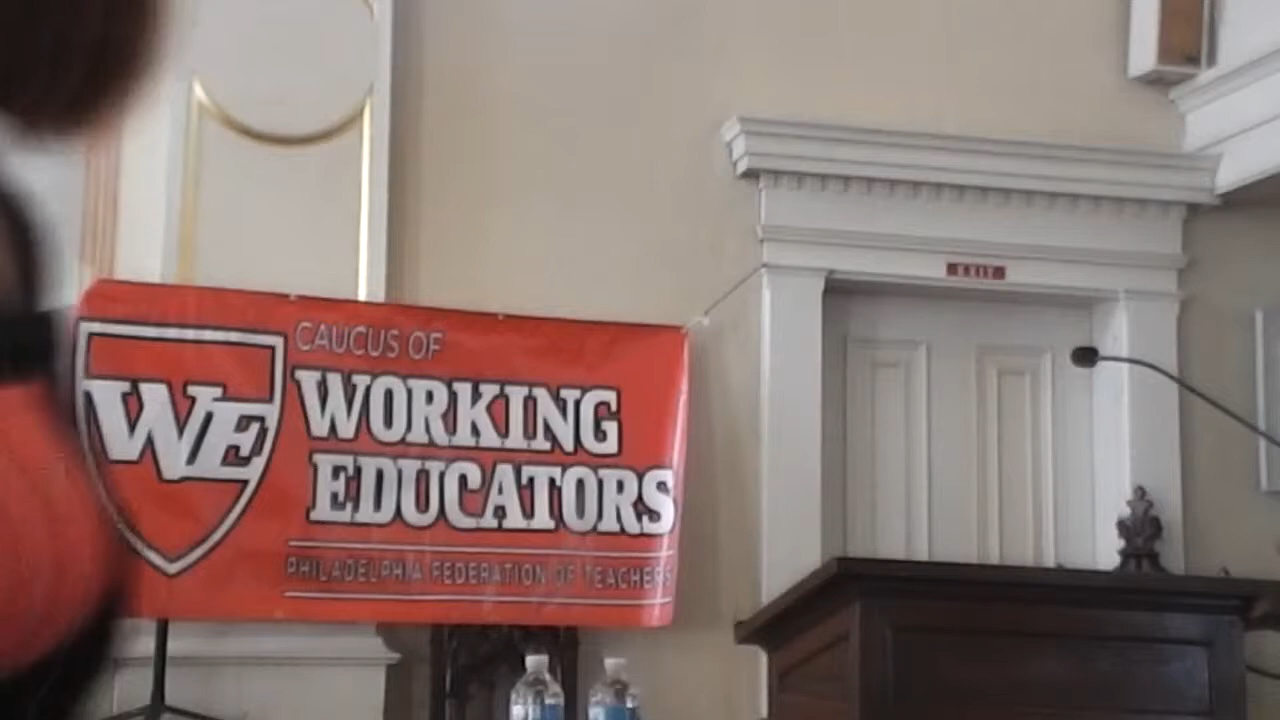 WE
CAUCUS OF
WORKING
EDUCATORS
PHILADELPHIA FEDERATION OF TEACHERS
EXIT